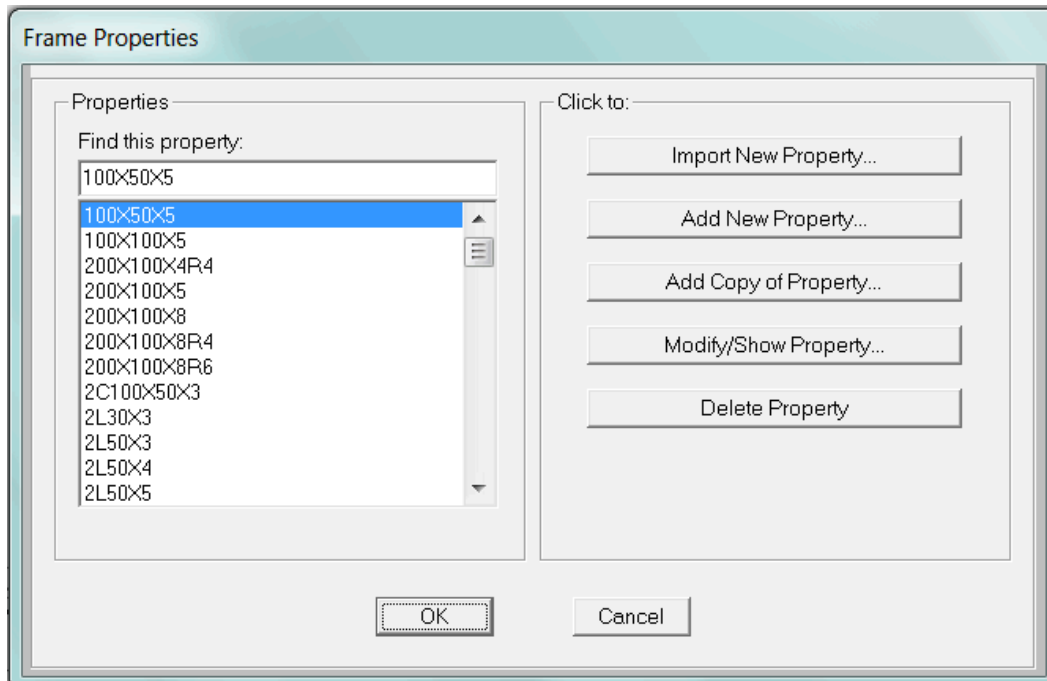 Frame Properties
Properties
Find this property:
100X50X5
100X50X5
100X100X5
200X100X4R4
200X100X5
200X100X8
200X100X8R4
200X100X8R6
2C100X50X3
2L30X3
2L50X3
2L50X4
2L50X5
Click to:
Import New Property...
Add New Property...
Add Copy of Property...
Modify/Show Property...
Delete Property
OK
Cancel